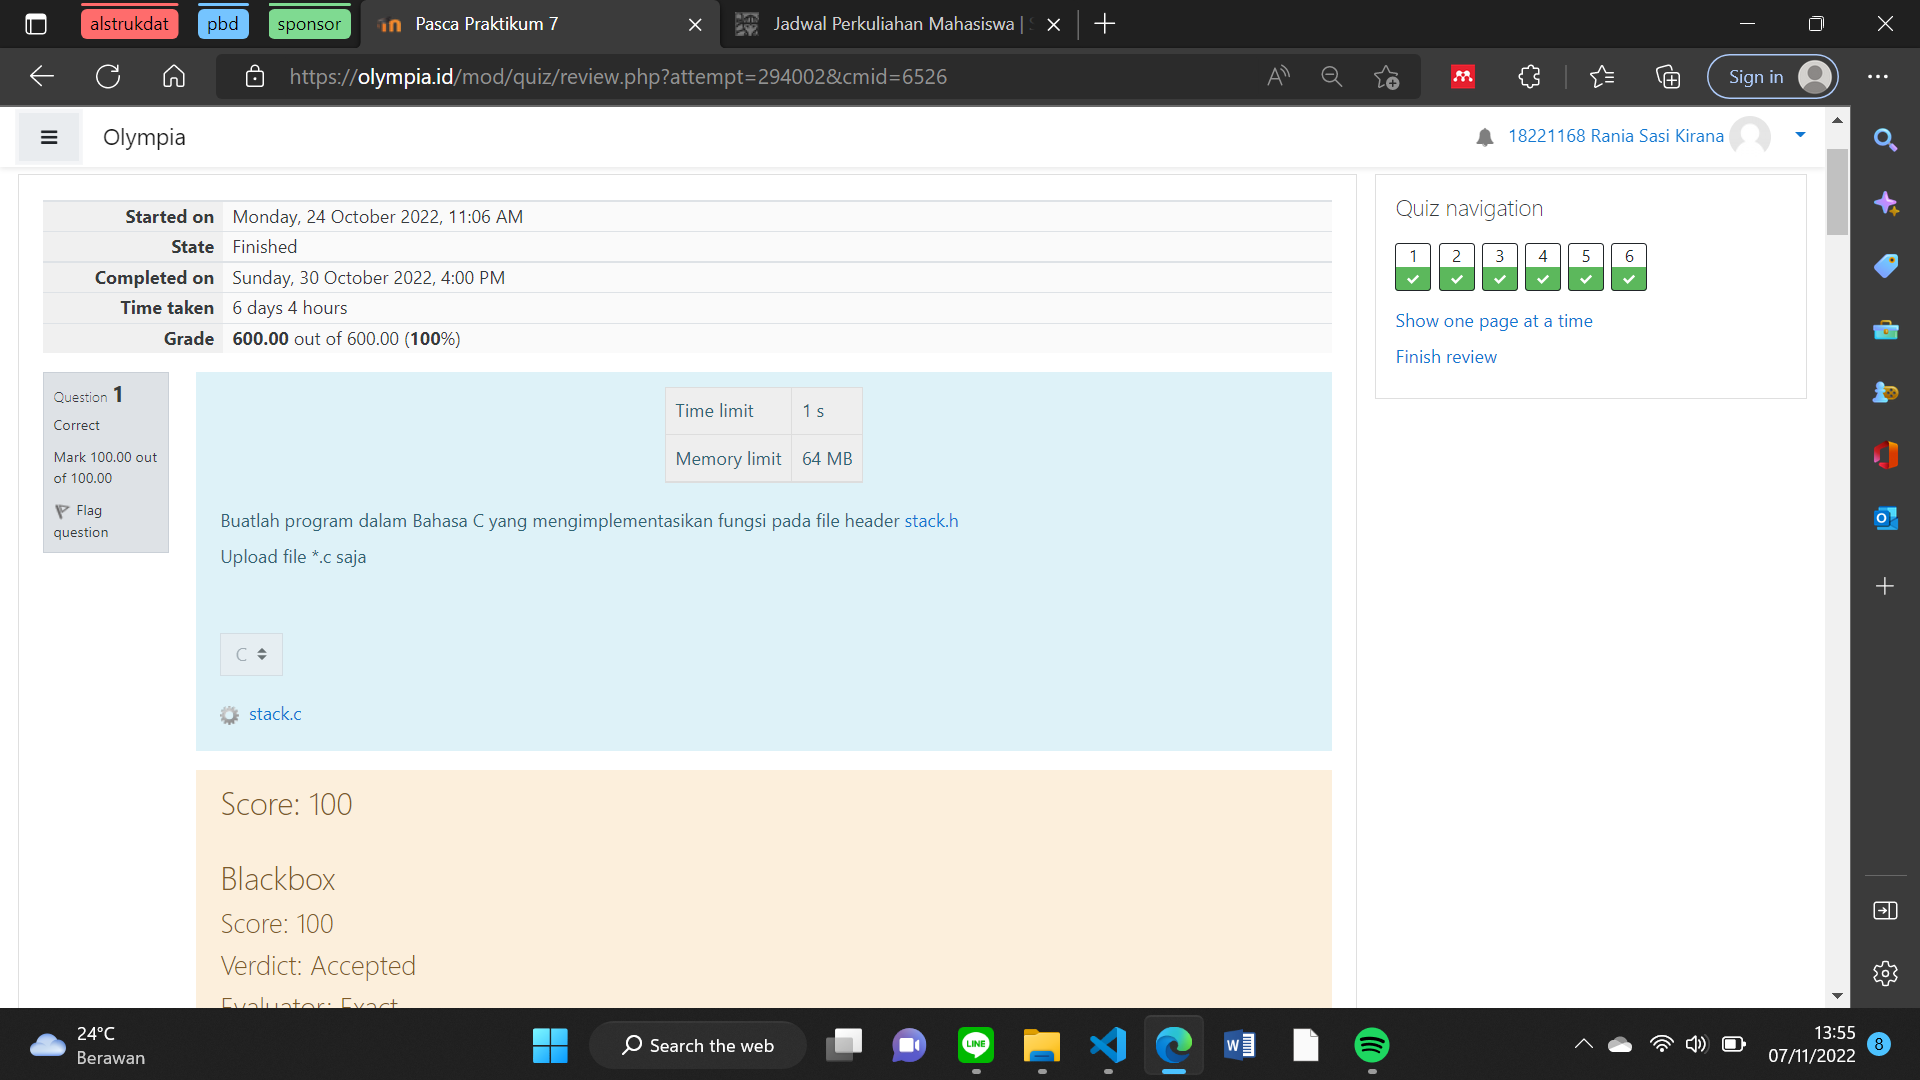 alstrukdat
pbd
sponsor
Pasca Praktikum 7
Jadwal Perkuliahan Mahasiswa |
https://olympia.id/mod/quiz/review.php?attempt=294002&cmid=6526
Sign in
Olympia
18221168 Rania Sasi Kirana
Started on Monday, 24 October 2022, 11:06 AM
State Finished
Completed on Sunday, 30 October 2022, 4:00 PM
Time taken 6 days 4 hours
Grade 600.00 out of 600.00 (100%)
Quiz navigation
1 2 3 4 5 6
Show one page at a time
Finish review
Question 1
Correct
Mark 100.00 out
of 100.00
Flag
question
Time limit 1 s
Memory limit 64 MB
Buatlah program dalam Bahasa C yang mengimplementasikan fungsi pada file header stack.h
Upload file *.c saja
C
stack.c
Score: 100
Blackbox
Score: 100
Verdict: Accepted
Evaluator: Exact
24°C
Berawan
Search the web
LINE
13:55
07/11/2022
8